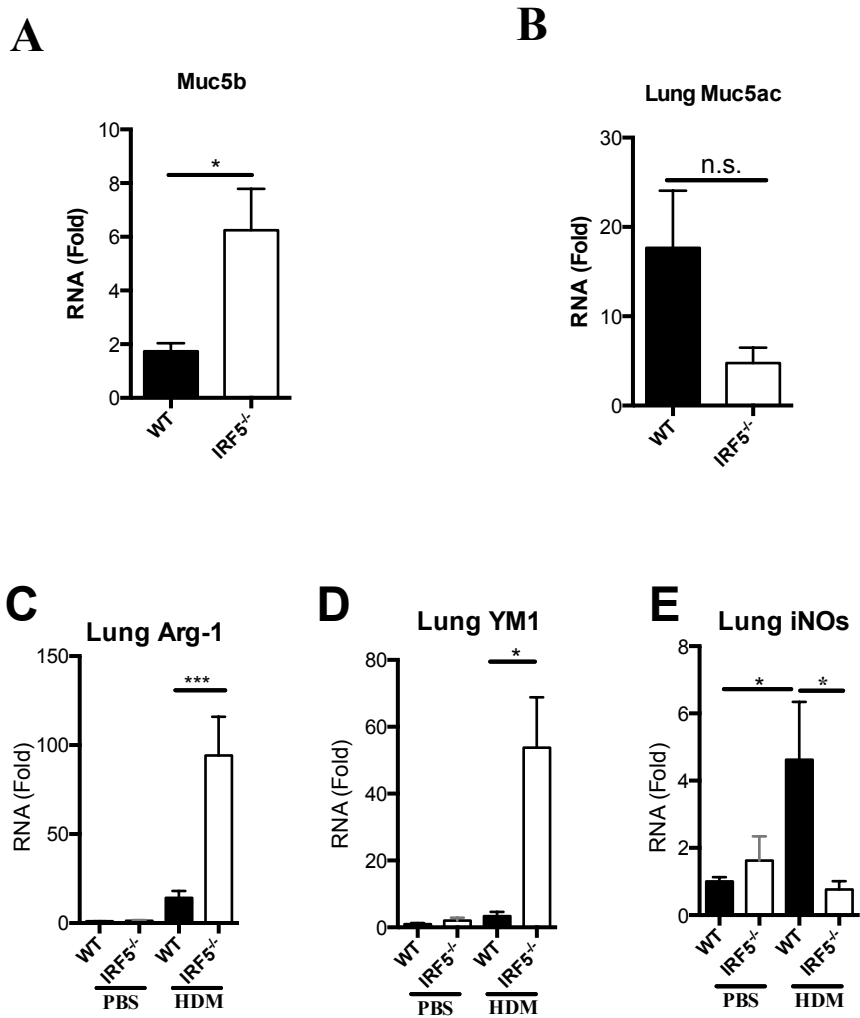 A
Muc5b
10
8
6
4
2
0
RNA (Fold)
*
WT
IRF5-/-
B
Lung Muc5ac
30
20
10
0
RNA (Fold)
n.s.
WT
IRF5-/-
C
Lung Arg-1
150
100
50
0
RNA (Fold)
***
WT
IRF5-/-
WT
IRF5-/-
PBS
HDM
D
Lung YM1
80
60
40
20
0
RNA (Fold)
*
WT
IRF5-/-
WT
IRF5-/-
PBS
HDM
E
Lung iNOs
8
6
4
2
0
RNA (Fold)
*
*
WT
IRF5-/-
WT
IRF5-/-
PBS
HDM